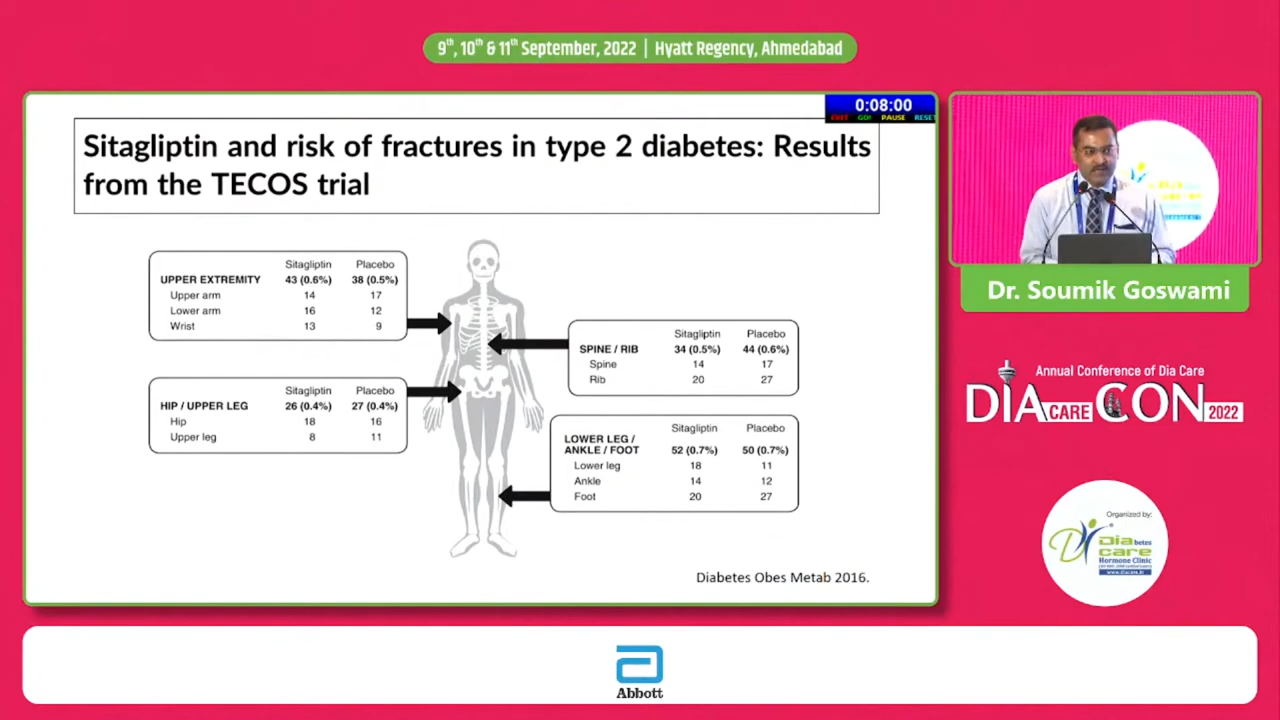 9th, 10th & 11th September, 2022 | Hyatt Regency, Ahmedabad
0:08:00
EXIT GO! PAUSE RESET
Sitagliptin and risk of fractures in type 2 diabetes: Results
from the TECOS trial
Sitagliptin Placebo
UPPER EXTREMITY 43 (0.6%) 38 (0.5%)
Upper arm 14 17
Lower arm 16 12
Wrist 13 9
Sitagliptin Placebo
SPINE / RIB 34 (0.5%) 44 (0.6%)
Spine 14 17
Rib 20 27
Sitagliptin Placebo
HIP / UPPER LEG 26 (0.4%) 27 (0.4%)
Hip 18 16
Upper leg 8 11
Sitagliptin Placebo
LOWER LEG /
ANKLE / FOOT 52 (0.7%) 50 (0.7%)
Lower leg 18 11
Ankle 14 12
Foot 20 27
Diabetes Obes Metab 2016.
Dr. Soumik Goswami
Annual Conference of Dia Care
DIA CARE CON 2022
Organized by:
Diabetes
care
Hormone Clinic
Abbott